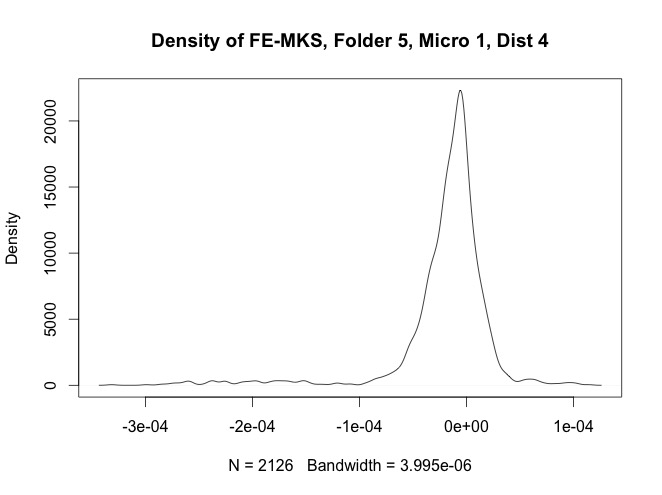 Density of FE-MKS, Folder 5, Micro 1, Dist 4
Density
20000
15000
10000
5000
0
-3e-04 -2e-04 -1e-04 0e+00 1e-04
N = 2126 Bandwidth = 3.995e-06